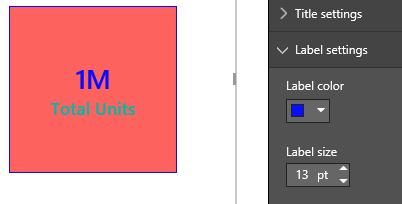 1M
Total Units
Title settings
Label settings
Label color
Label size
13 pt